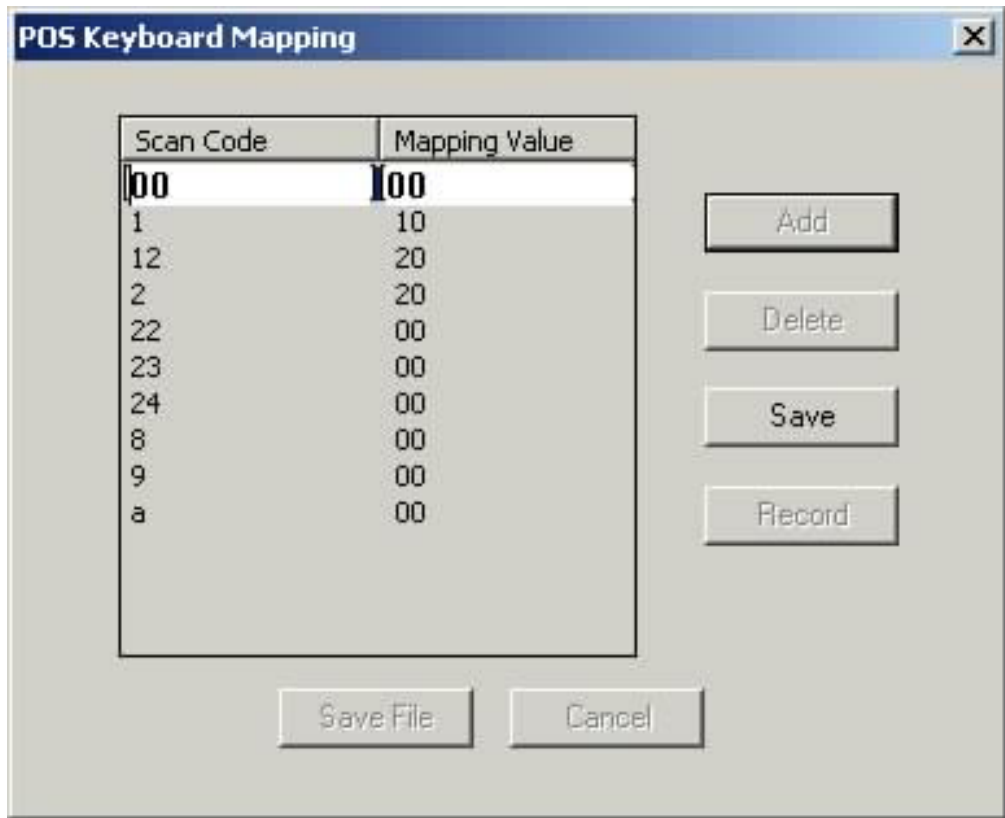 POS Keyboard Mapping
Scan Code Mapping Value
00 00
1 10
12 20
2 20
22 00
23 00
24 00
8 00
9 00
a 00
Add
Delete
Save
Record
Save File Cancel